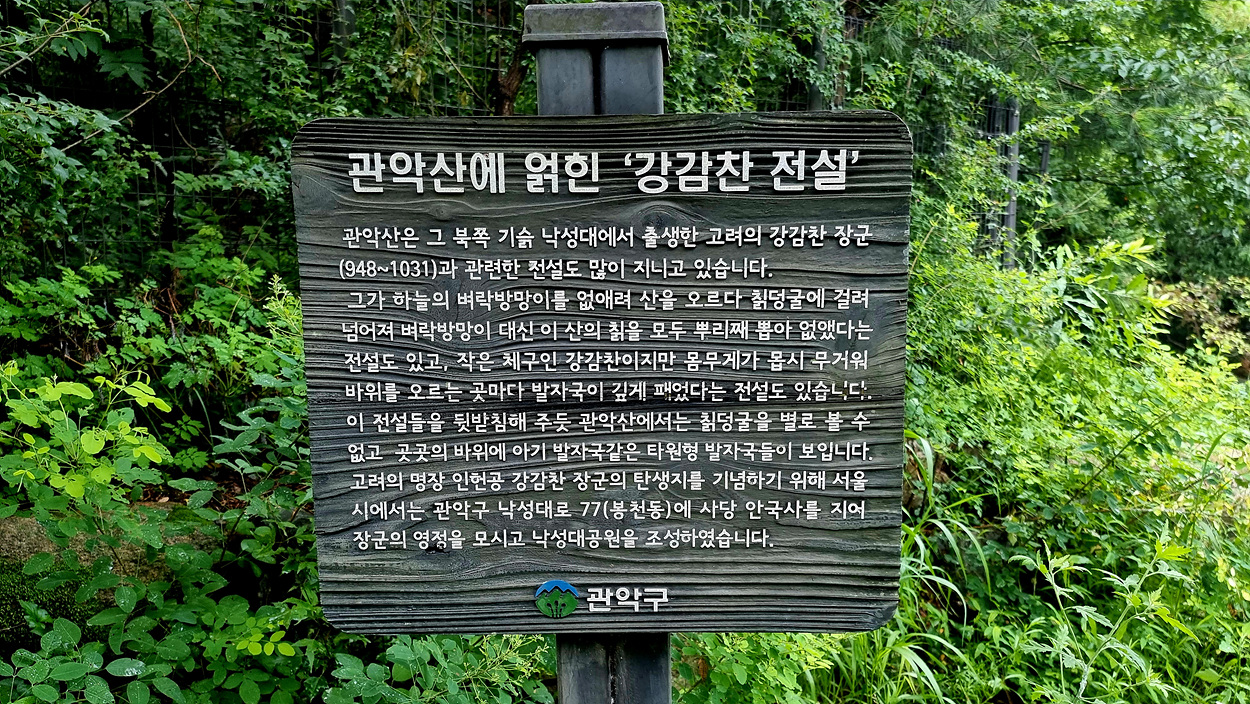 관악산에 얽힌 '강감찬 전설'
관악산은 그 북쪽 기슭 낙성대에서 출생한 고려의 강감찬 장군
(948~1031)과 관련한 전설도 많이 지니고 있습니다.
그가 하늘의 벼락방망이를 없애려 산을 오르다 칡덩굴에 걸려
넘어져 벼락방망이 대신 이 산의 칡을 모두 뿌리째 뽑아 없앴다는
전설도 있고, 작은 체구인 강감찬이지만 몸무게가 몹시 무거워
바위를 오르는 곳마다 발자국이 깊게 패었다는 전설도 있습니다.
이 전설들을 뒷받침해 주듯 관악산에서는 칡덩굴을 별로 볼 수
없고 곳곳의 바위에 아기 발자국같은 타원형 발자국들이 보입니다.
고려의 명장 인헌공 강감찬 장군의 탄생지를 기념하기 위해 서울
시에서는 관악구 낙성대로 77(봉천동)에 사당 안국사를 지어
장군의 영정을 모시고 낙성대공원을 조성하였습니다.
관악구